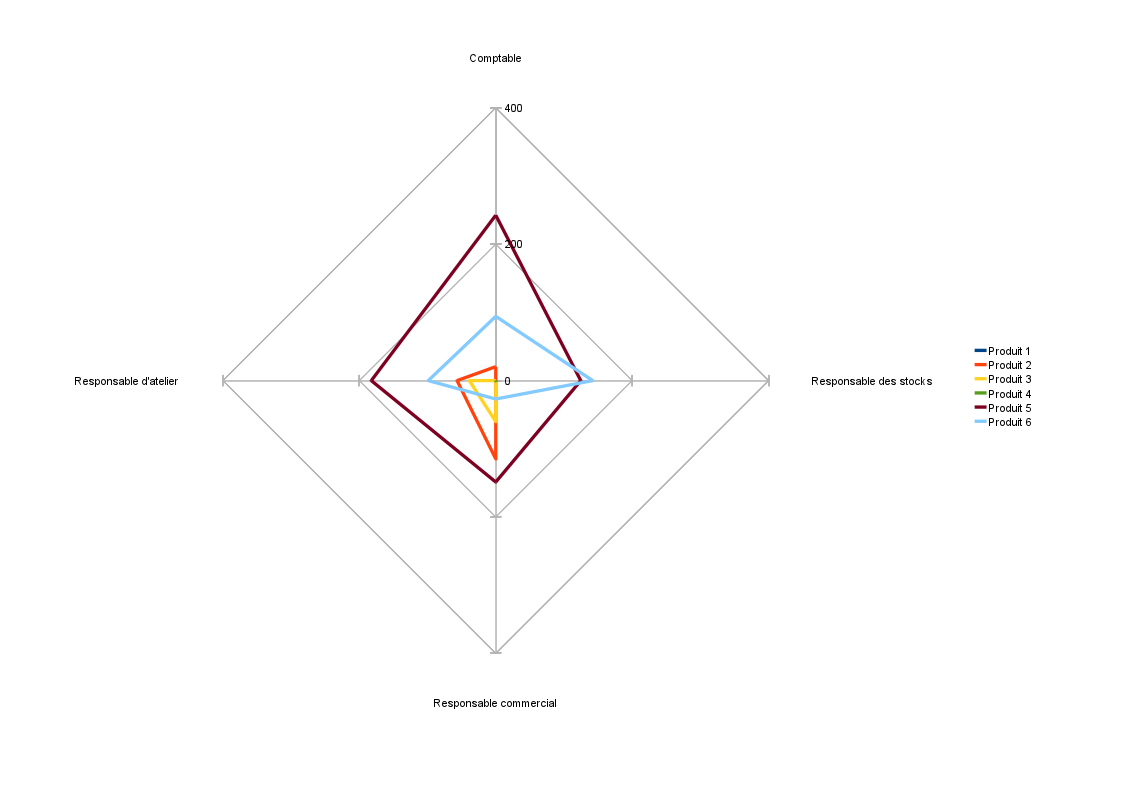 Comptable
400
200
Responsable d'atelier
0
Responsable des stocks
Produit 1
Produit 2
Produit 3
Produit 4
Produit 5
Produit 6
Responsable commercial